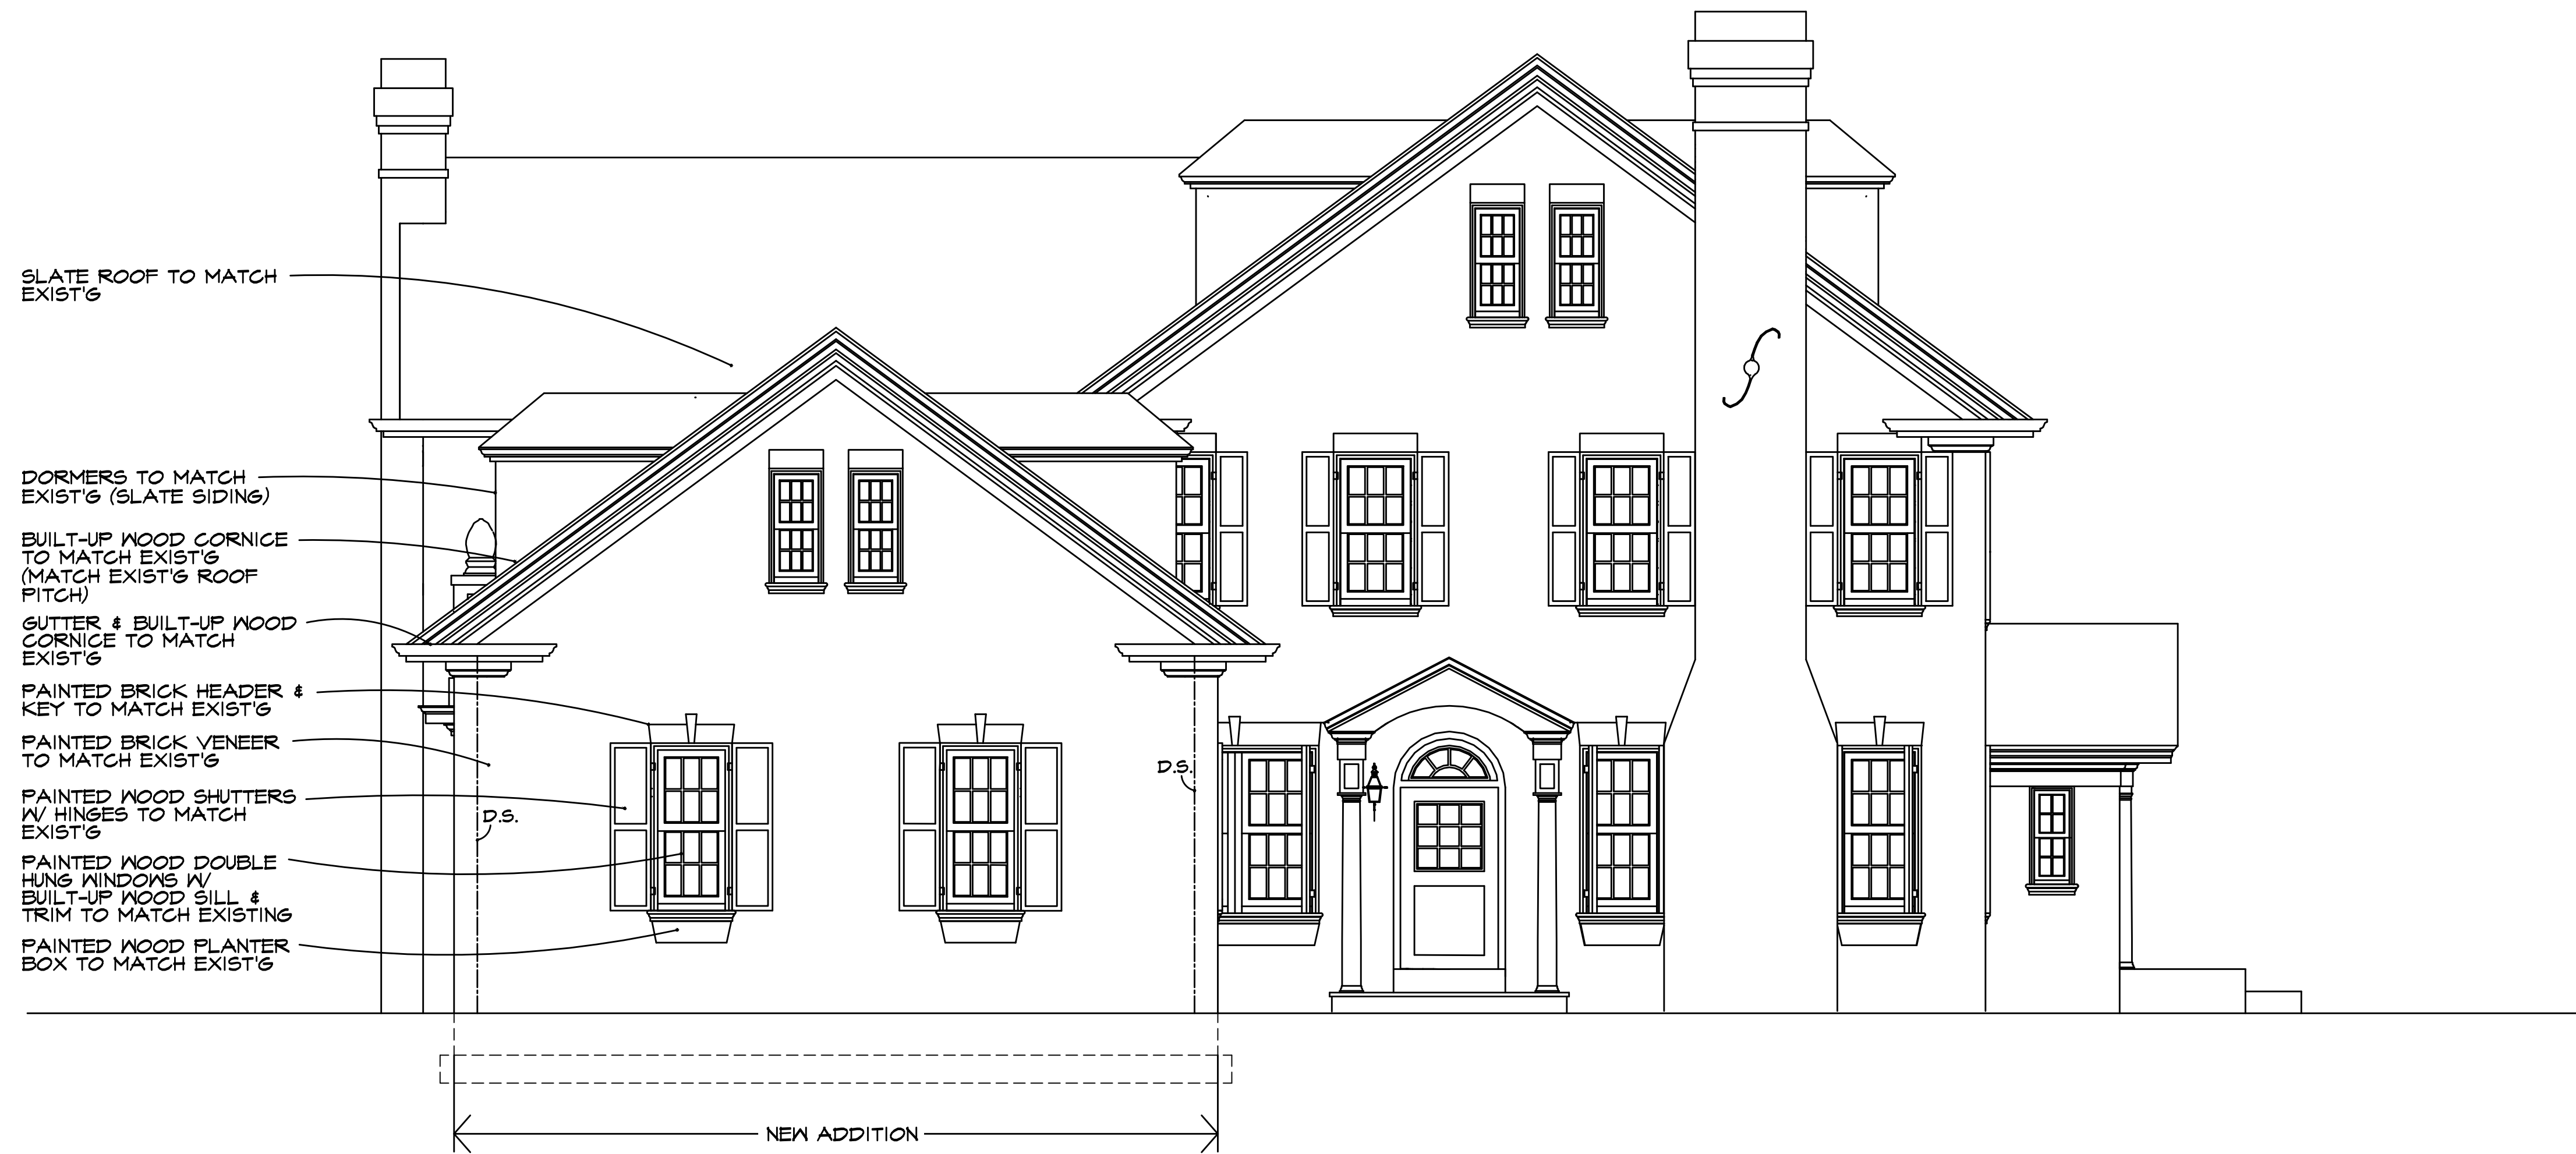 SLATE ROOF TO MATCH
EXIST'G
DORMERS TO MATCH
EXIST'G (SLATE SIDING)
BUILT-UP WOOD CORNICE
TO MATCH EXIST'G
(MATCH EXIST'G ROOF
PITCH)
GUTTER & BUILT-UP WOOD
CORNICE TO MATCH
EXIST'G
PAINTED BRICK HEADER &
KEY TO MATCH EXIST'G
PAINTED BRICK VENEER
TO MATCH EXIST'G
PAINTED WOOD SHUTTERS
W/ HINGES TO MATCH
EXIST'G
PAINTED WOOD DOUBLE
HUNG WINDOWS W/
BUILT-UP WOOD SILL &
TRIM TO MATCH EXISTING
PAINTED WOOD PLANTER
BOX TO MATCH EXIST'G
D.S.
D.S.
NEW ADDITION